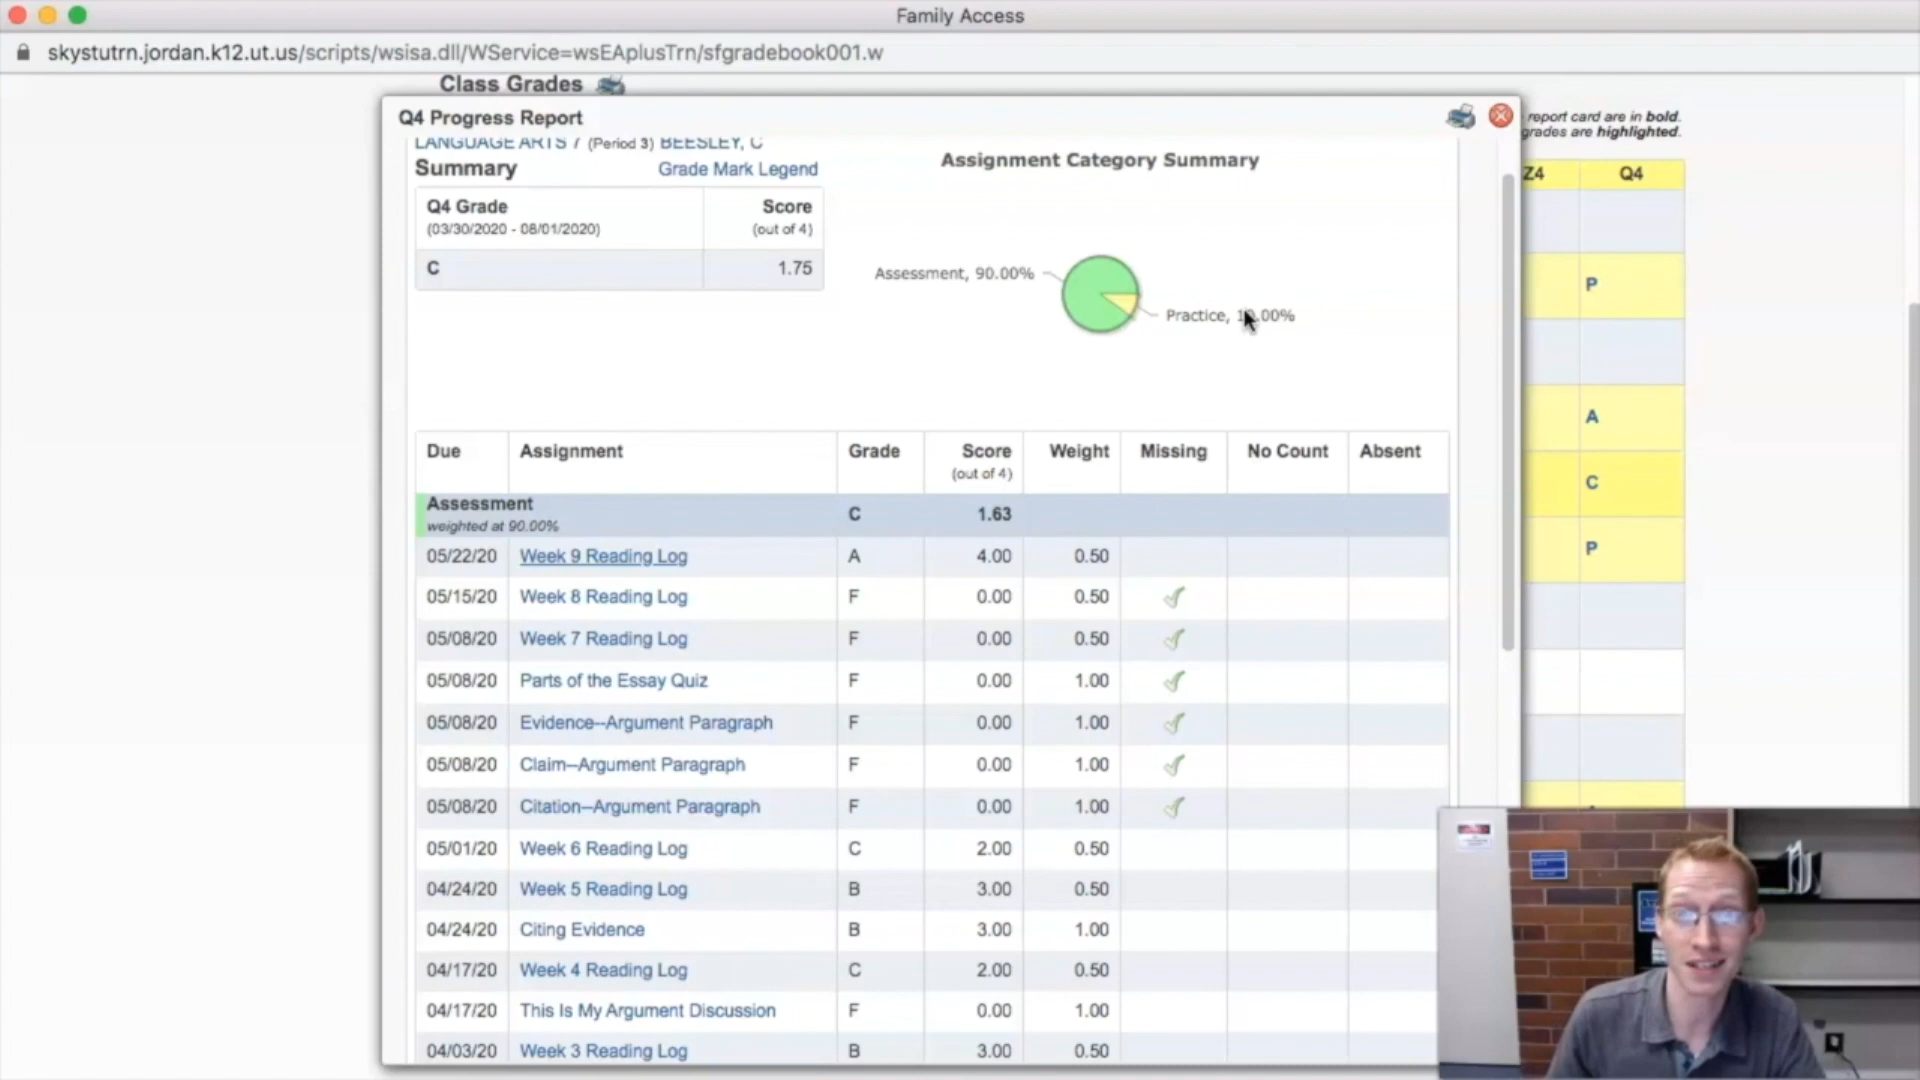 Family Access
skystutrn.jordan.k12.ut.us/scripts/wsisa.dll/WService=wsEAplusTrn/sfgradebook001.w
Class Grades
Q4 Progress Report
report card are in bold.
grades are highlighted.
LANGUAGE ARTS 7 (Period 3) BEESLEY, C
Summary Grade Mark Legend
Assignment Category Summary
Z4 Q4
Q4 Grade Score
(03/30/2020 - 08/01/2020) (out of 4)
C 1.75
Assessment, 90.00%
Practice, 10.00%
P
A
C
P
Due Assignment Grade Score Weight Missing No Count Absent
(out of 4)
Assessment C 1.63
weighted at 90.00%
05/22/20 Week 9 Reading Log A 4.00 0.50
05/15/20 Week 8 Reading Log F 0.00 0.50
05/08/20 Week 7 Reading Log F 0.00 0.50
05/08/20 Parts of the Essay Quiz F 0.00 1.00
05/08/20 Evidence--Argument Paragraph F 0.00 1.00
05/08/20 Claim--Argument Paragraph F 0.00 1.00
05/08/20 Citation--Argument Paragraph F 0.00 1.00
05/01/20 Week 6 Reading Log C 2.00 0.50
04/24/20 Week 5 Reading Log B 3.00 0.50
04/24/20 Citing Evidence B 3.00 1.00
04/17/20 Week 4 Reading Log C 2.00 0.50
04/17/20 This Is My Argument Discussion F 0.00 1.00
04/03/20 Week 3 Reading Log B 3.00 0.50